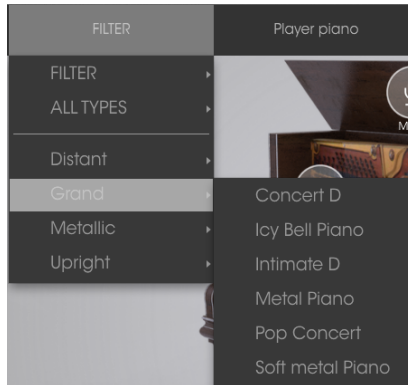 FILTER
Player piano
FILTER
ALL TYPES
M
Distant
Grand
Concert D
Metallic
Icy Bell Piano
Upright
Intimate D
Metal Piano
Pop Concert
Soft metal Piano